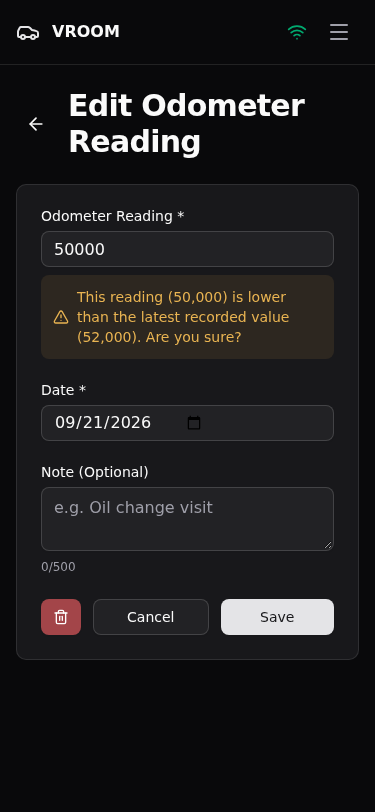 VROOM
Edit Odometer
Reading
Odometer Reading *
50000
This reading (50,000) is lower
than the latest recorded value
(52,000). Are you sure?
Date *
09/21/2026
Note (Optional)
e.g. Oil change visit
0/500
Cancel
Save